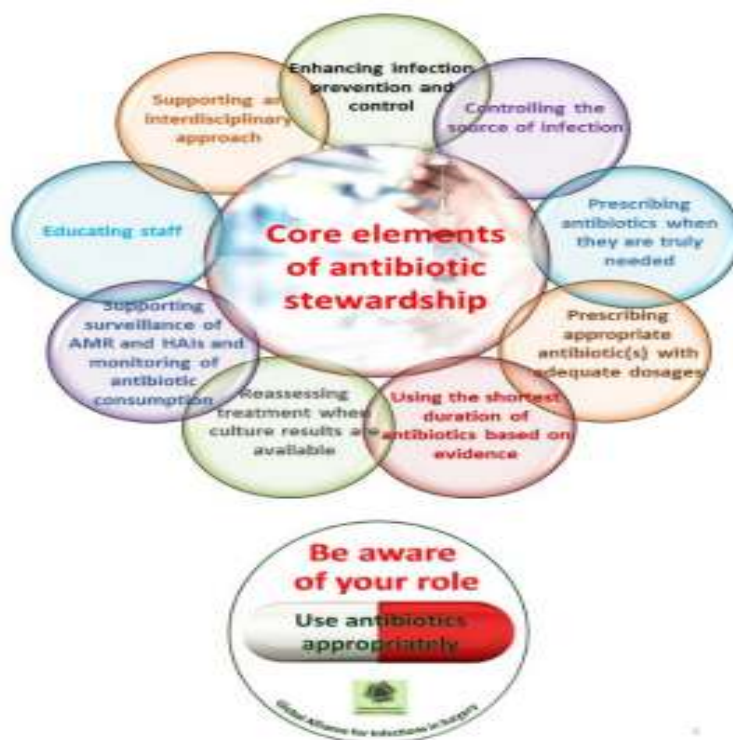 Enhancing infection
prevention and
control
Controlling the
source of infection
Prescribing
antibiotics when
they are truly
needed
Prescribing
appropriate
antibiotic(s) with
adequate dosages
Using the shortest
duration of
antibiotics based on
evidence
Reassessing
treatment when
culture results are
available
Supporting
surveillance of
AMR and HAIs and
monitoring of
antibiotic
consumption
Educating staff
Supporting an
interdisciplinary
approach
Core elements
of antibiotic
stewardship
Be aware
of your role
Use antibiotics
appropriately
Global Alliance for Infections in Surgery